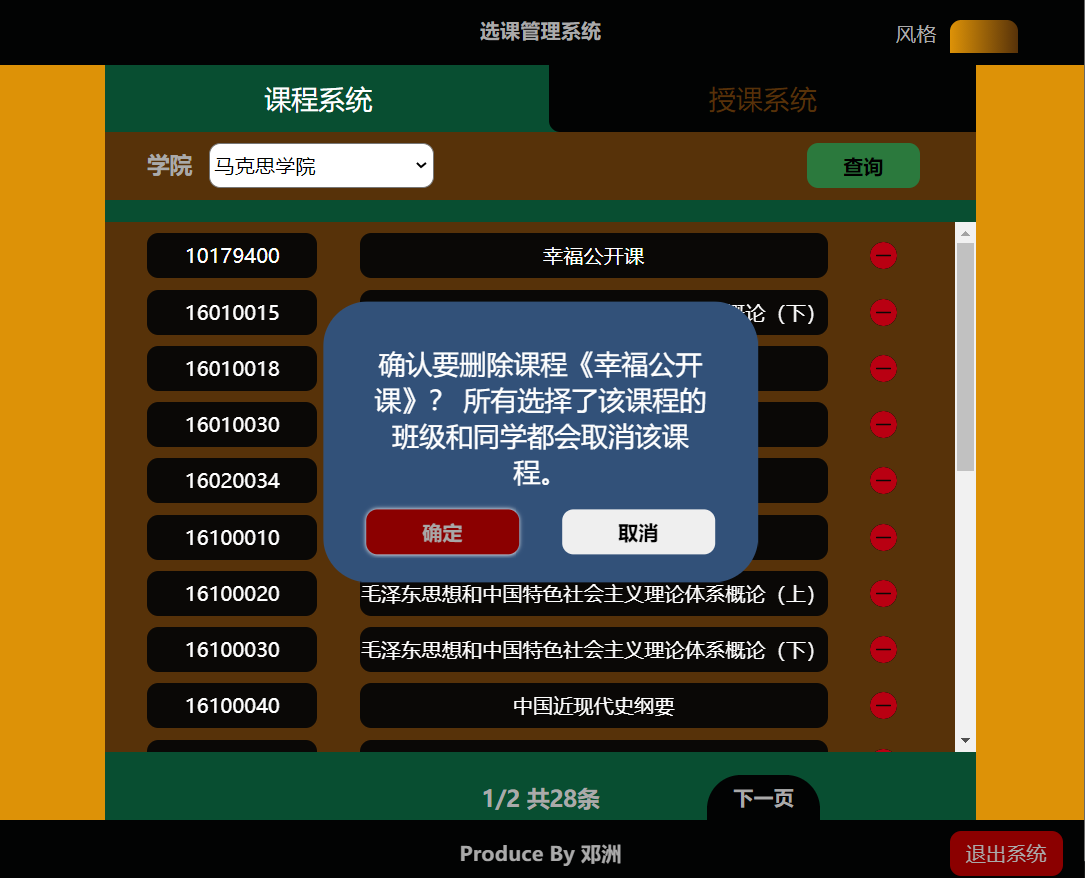 选课管理系统
风格
课程系统
授课系统
学院 马克思学院 查询
10179400 幸福公开课
16010015 概论（下）
16010018
16010030
16020034
16100010
确认要删除课程《幸福公开
课》？ 所有选择了该课程的
班级和同学都会取消该课
程。
确定 取消
16100020 毛泽东思想和中国特色社会主义理论体系概论（上）
16100030 毛泽东思想和中国特色社会主义理论体系概论（下）
16100040 中国近现代史纲要
1/2 共28条 下一页
Produce By 邓洲
退出系统